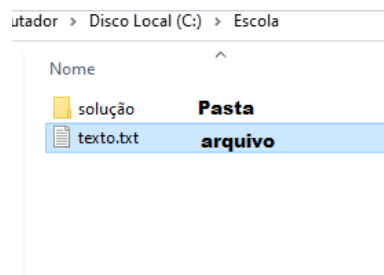 utador > Disco Local (C:) > Escola
Nome
solução Pasta
texto.txt arquivo